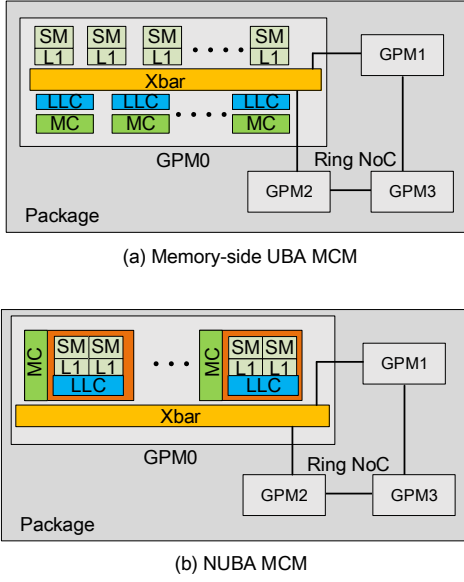 SM SM SM SM
L1 L1 L1 L1
Xbar
LLC LLC LLC
MC MC MC
GPM0
GPM1
Ring NoC
GPM2 GPM3
Package
(a) Memory-side UBA MCM
MC SM SM MC SM SM
L1 L1 L1 L1
LLC LLC
Xbar
GPM0
GPM1
Ring NoC
GPM2 GPM3
Package
(b) NUBA MCM